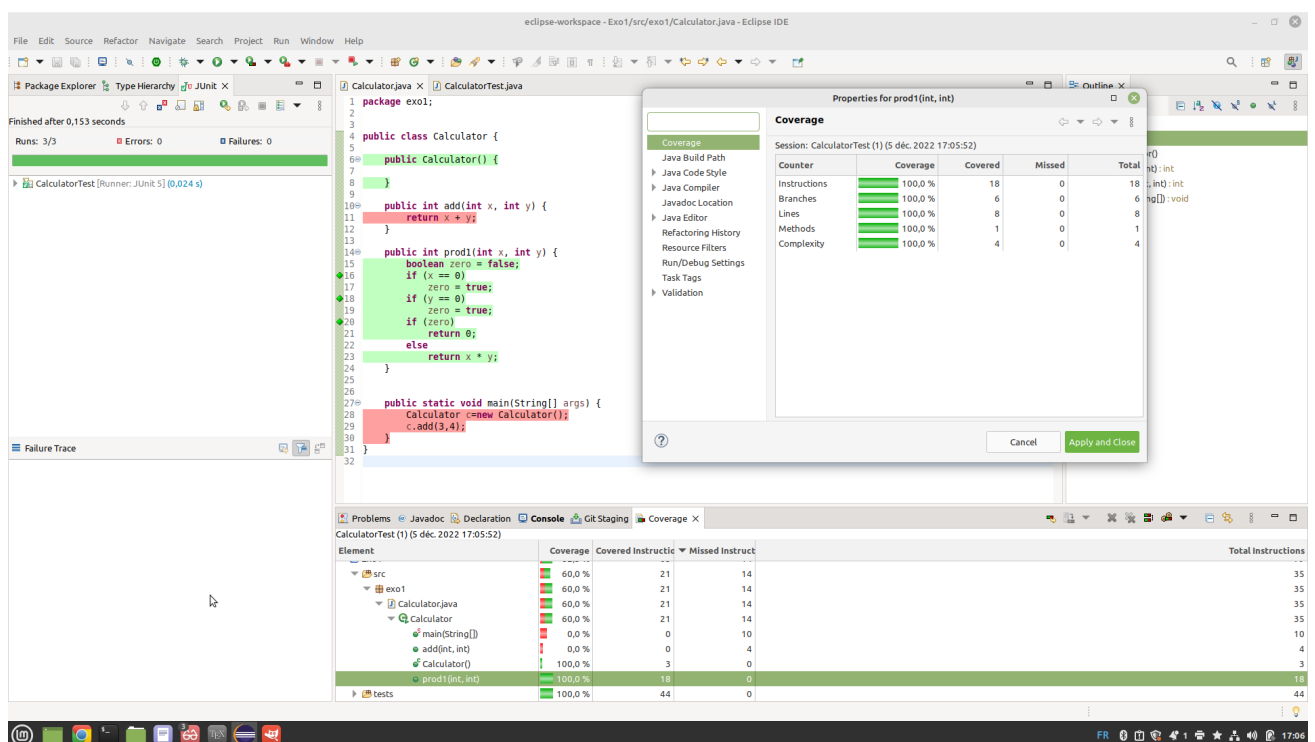 eclipse-workspace - Exo1/src/exo1/Calculator.java - Eclipse IDE
File Edit Source Refactor Navigate Search Project Run Window Help
Package Explorer Type Hierarchy JUnit
Finished after 0,153 seconds
Runs: 3/3 Errors: 0 Failures: 0
CalculatorTest [Runner: JUnit 5] (0,024 s)
Failure Trace
Calculator.java CalculatorTest.java
1 package exo1;
2
3
4 public class Calculator {
5
6 public Calculator() {
7
8 }
9
10 public int add(int x, int y) {
11 return x + y;
12 }
13
14 public int prod1(int x, int y) {
15 boolean zero = false;
16 if (x == 0)
17 zero = true;
18 if (y == 0)
19 zero = true;
20 if (zero)
21 return 0;
22 else
23 return x * y;
24 }
25
26
27 public static void main(String[] args) {
28 Calculator c=new Calculator();
29 c.add(3,4);
30 }
31 }
32
Outline
r()
nt) : int
, int) : int
ng[]) : void
Properties for prod1(int, int)
Coverage
Java Build Path
Java Code Style
Java Compiler
Javadoc Location
Java Editor
Refactoring History
Resource Filters
Run/Debug Settings
Task Tags
Validation
Coverage
Session: CalculatorTest (1) (5 déc. 2022 17:05:52)
Counter Coverage Covered Missed Total
Instructions 100,0 % 18 0 18
Branches 100,0 % 6 0 6
Lines 100,0 % 8 0 8
Methods 100,0 % 1 0 1
Complexity 100,0 % 4 0 4
Cancel Apply and Close
Problems Javadoc Declaration Console Git Staging Coverage
CalculatorTest (1) (5 déc. 2022 17:05:52)
Element Coverage Covered Instructic Missed Instruct Total Instructions
src 60,0 % 21 14 35
exo1 60,0 % 21 14 35
Calculator.java 60,0 % 21 14 35
Calculator 60,0 % 21 14 35
main(String[]) 0,0 % 0 10 10
add(int, int) 0,0 % 0 4 4
Calculator() 100,0 % 3 0 3
prod1(int, int) 100,0 % 18 0 18
tests 100,0 % 44 0 44
FR 1 17:06